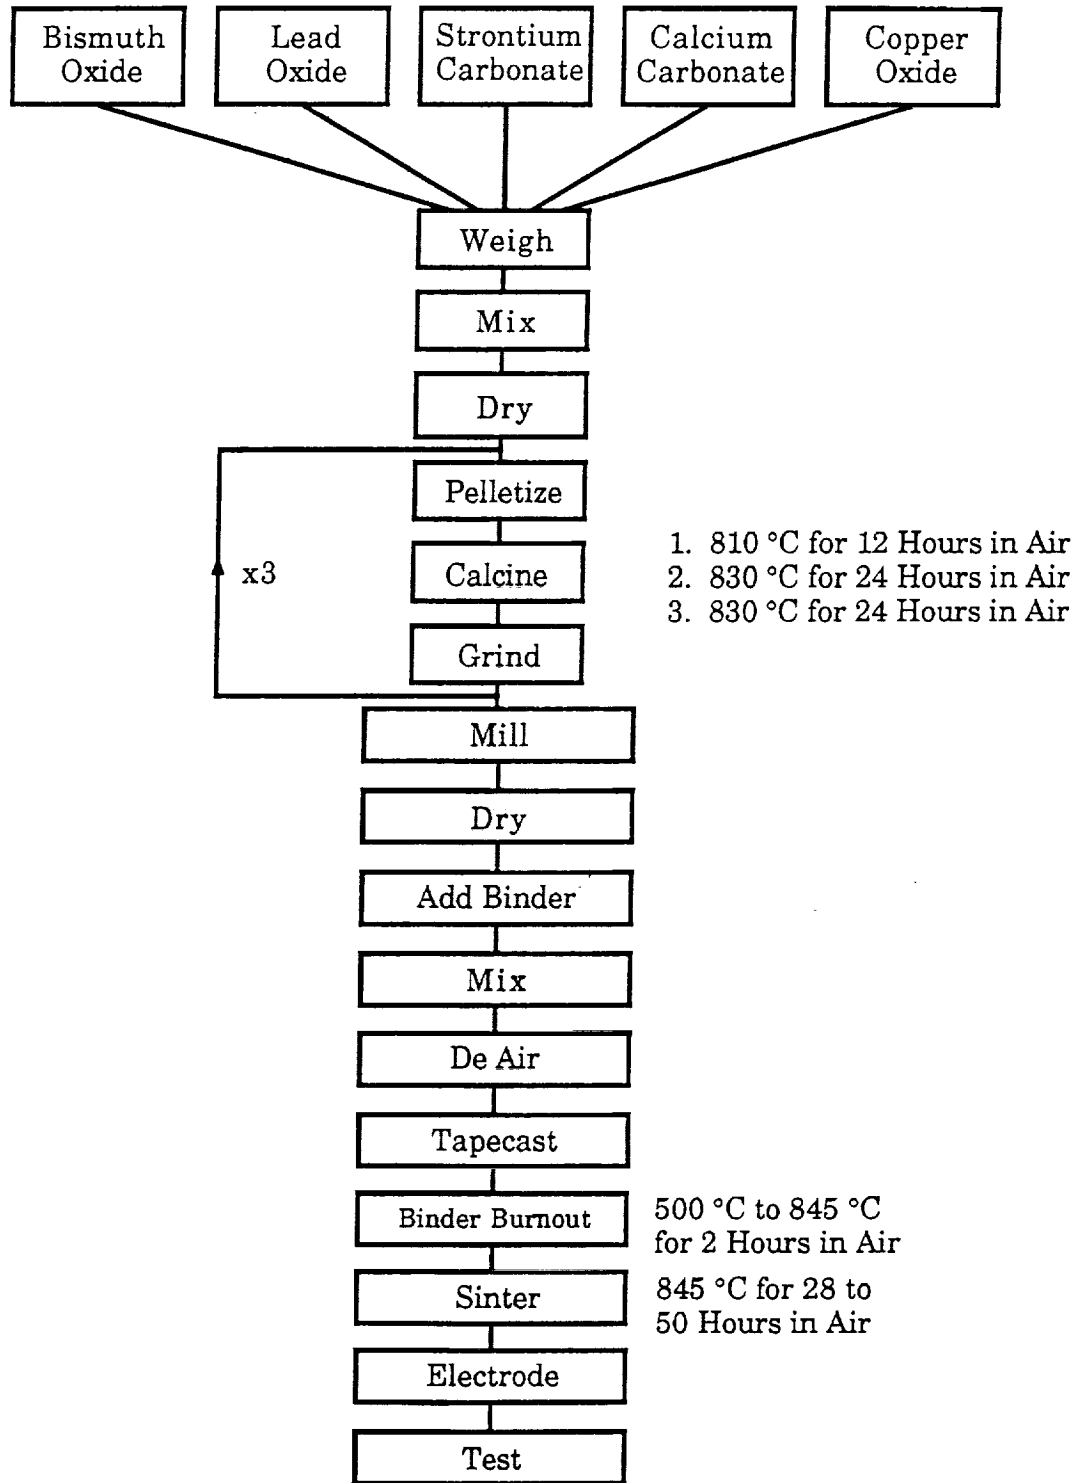 Bismuth
Oxide
Lead
Oxide
Strontium
Carbonate
Calcium
Carbonate
Copper
Oxide
Weigh
Mix
Dry
Pelletize
x3
Calcine
1. 810 °C for 12 Hours in Air
2. 830 °C for 24 Hours in Air
3. 830 °C for 24 Hours in Air
Grind
Mill
Dry
Add Binder
Mix
De Air
Tapecast
Binder Burnout
500 °C to 845 °C
for 2 Hours in Air
Sinter
845 °C for 28 to
50 Hours in Air
Electrode
Test